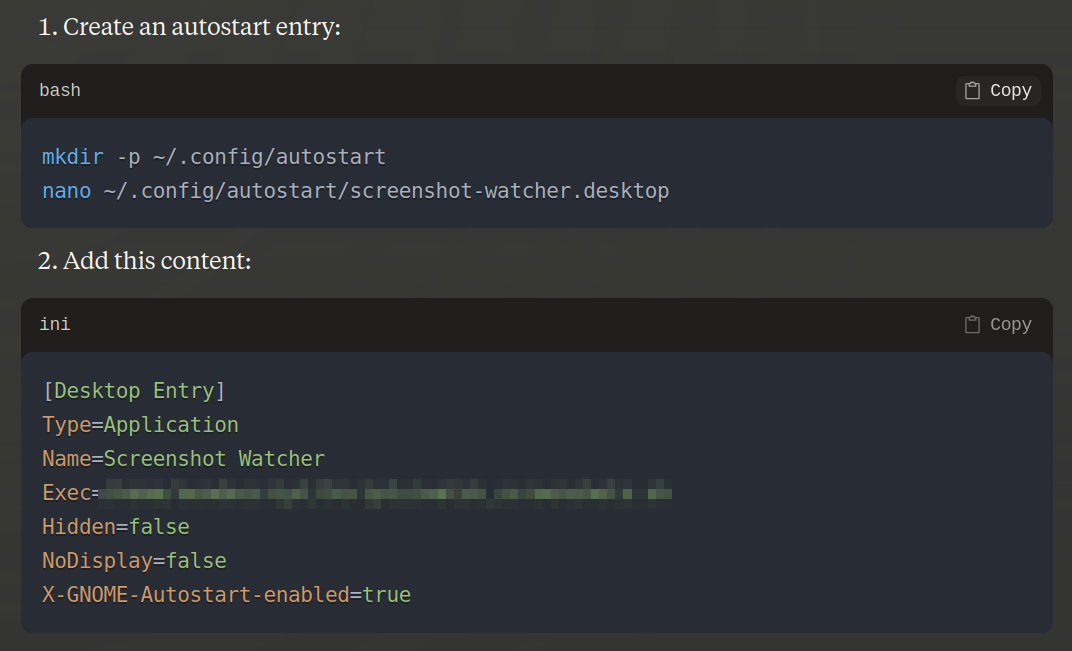 1. Create an autostart entry:
bash
Copy
mkdir -p ~/.config/autostart
nano ~/.config/autostart/screenshot-watcher.desktop
2. Add this content:
ini
Copy
[Desktop Entry]
Type=Application
Name=Screenshot Watcher
Exec=
Hidden=false
NoDisplay=false
X-GNOME-Autostart-enabled=true